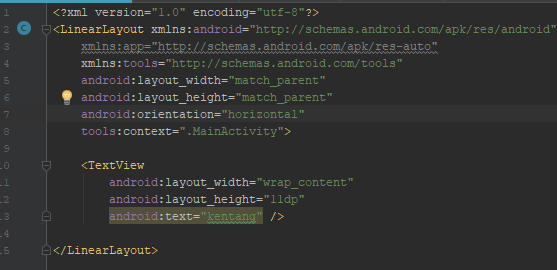 1 <?xml version="1.0" encoding="utf-8"?>
2 <LinearLayout xmlns:android="http://schemas.android.com/apk/res/android"
3 xmlns:app="http://schemas.android.com/apk/res-auto"
4 xmlns:tools="http://schemas.android.com/tools"
5 android:layout_width="match_parent"
6 android:layout_height="match_parent"
7 android:orientation="horizontal"
8 tools:context=".MainActivity">
9
10 <TextView
11 android:layout_width="wrap_content"
12 android:layout_height="11dp"
13 android:text="kentang" />
14
15 </LinearLayout>